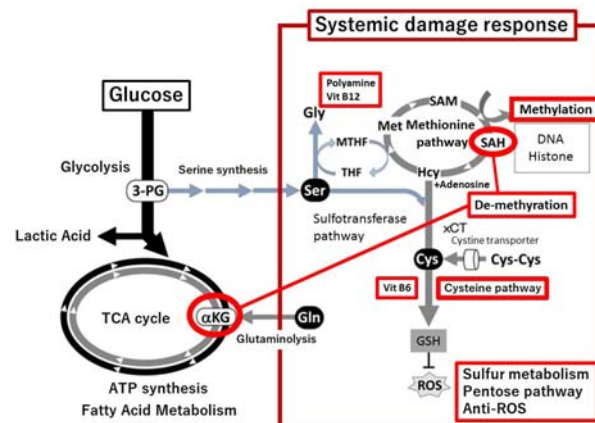 Systemic damage response
Glucose
Glycolysis
Serine synthesis
3-PG
Lactic Acid
TCA cycle
αKG
Gln
Glutaminolysis
ATP synthesis
Fatty Acid Metabolism
Polyamine
Vit B12
Gly
MTHF
THF
Ser
Sulfotransferase
pathway
SAM
Met Methionine
pathway
SAH
Hcy
+Adenosine
Methylation
DNA
Histone
De-methyration
xCT
Cystine transporter
Cys
Cys-Cys
Vit B6
Cysteine pathway
GSH
ROS
Sulfur metabolism
Pentose pathway
Anti-ROS